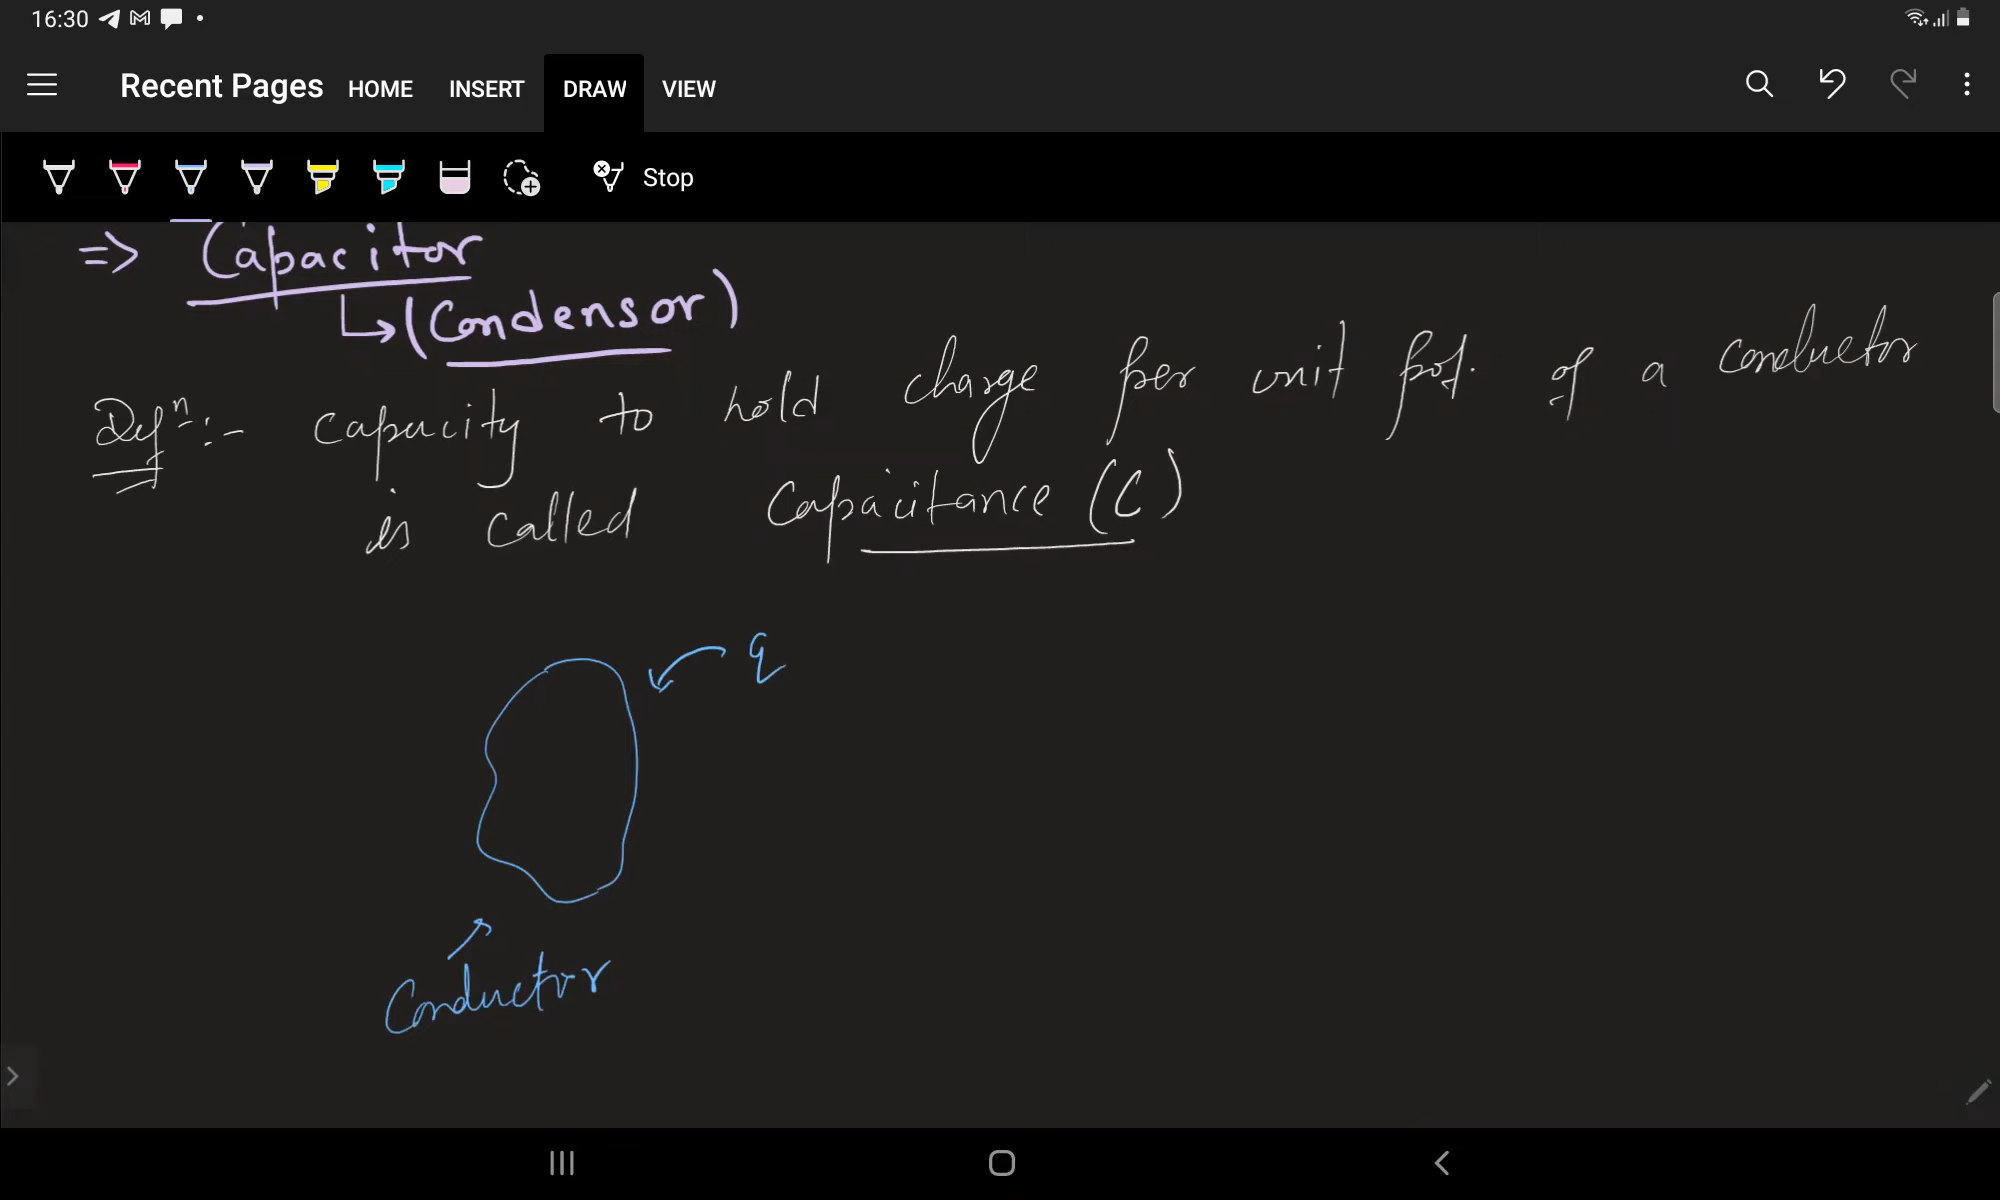 16:30
Recent Pages HOME INSERT DRAW VIEW
Stop
=> Capacitor
↳(Condensor)
Defⁿ:- Capacity to hold charge per unit pot. of a conductor
is called Capacitance (C)
q
Conductor